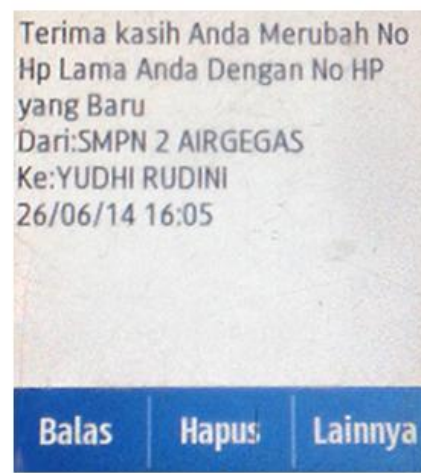 Terima kasih Anda Merubah No
Hp Lama Anda Dengan No HP
yang Baru
Dari:SMPN 2 AIRGEGAS
Ke:YUDHI RUDINI
26/06/14 16:05
Balas Hapus Lainnya